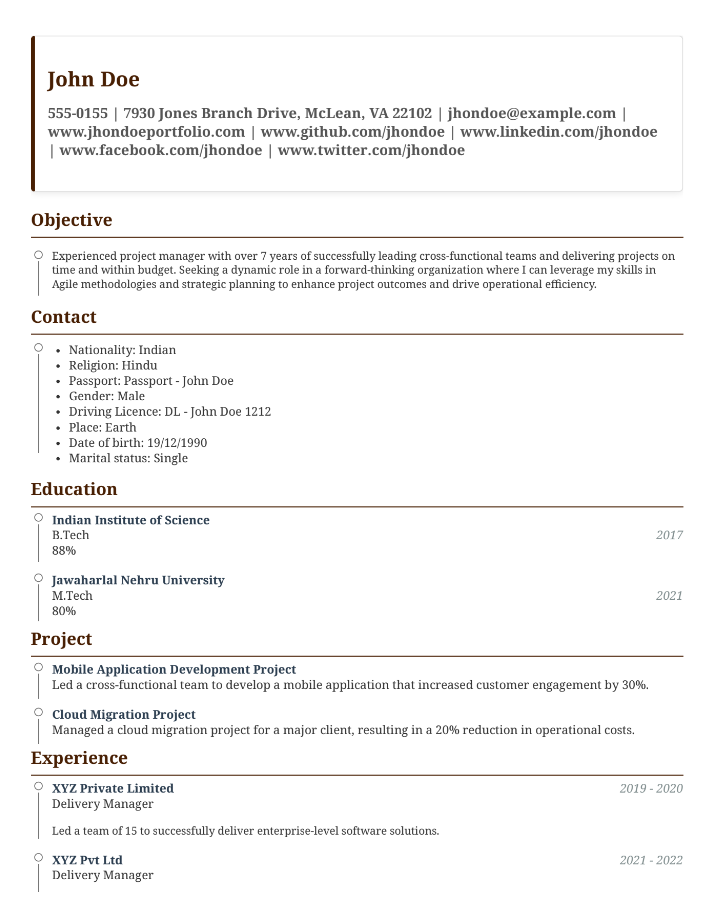 John Doe
555-0155 | 7930 Jones Branch Drive, McLean, VA 22102 | jhondoe@example.com |
www.jhondoeportfolio.com | www.github.com/jhondoe | www.linkedin.com/jhondoe
| www.facebook.com/jhondoe | www.twitter.com/jhondoe
Objective
Experienced project manager with over 7 years of successfully leading cross-functional teams and delivering projects on
time and within budget. Seeking a dynamic role in a forward-thinking organization where I can leverage my skills in
Agile methodologies and strategic planning to enhance project outcomes and drive operational efficiency.
Contact
• Nationality: Indian
• Religion: Hindu
• Passport: Passport - John Doe
• Gender: Male
• Driving Licence: DL - John Doe 1212
• Place: Earth
• Date of birth: 19/12/1990
• Marital status: Single
Education
Indian Institute of Science
B.Tech 2017
88%
Jawaharlal Nehru University
M.Tech 2021
80%
Project
Mobile Application Development Project
Led a cross-functional team to develop a mobile application that increased customer engagement by 30%.
Cloud Migration Project
Managed a cloud migration project for a major client, resulting in a 20% reduction in operational costs.
Experience
XYZ Private Limited 2019 - 2020
Delivery Manager
Led a team of 15 to successfully deliver enterprise-level software solutions.
XYZ Pvt Ltd 2021 - 2022
Delivery Manager